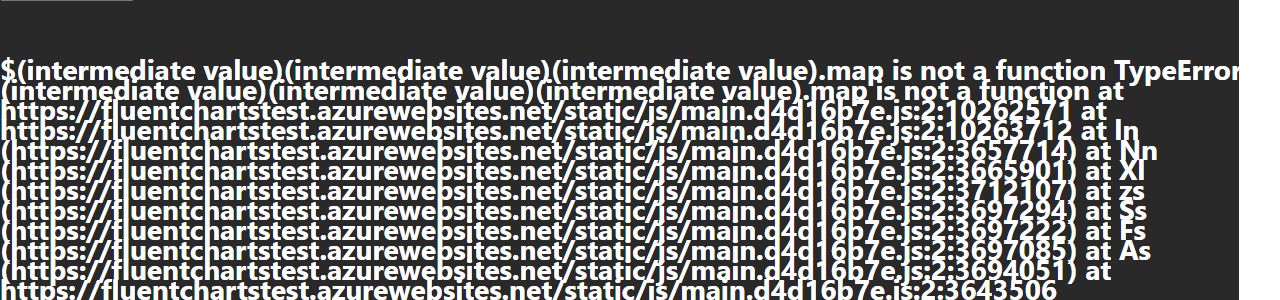 $(intermediate value)(intermediate value)(intermediate value).map is not a function TypeError
(intermediate value)(intermediate value)(intermediate value).map is not a function at
https://fluentchartstest.azurewebsites.net/static/js/main.d4d16b7e.js:2:10262571 at
https://fluentchartstest.azurewebsites.net/static/js/main.d4d16b7e.js:2:10263712 at ln
(https://fluentchartstest.azurewebsites.net/static/js/main.d4d16b7e.js:2:3657714) at Nn
(https://fluentchartstest.azurewebsites.net/static/js/main.d4d16b7e.js:2:3665901) at Xl
(https://fluentchartstest.azurewebsites.net/static/js/main.d4d16b7e.js:2:3712107) at zs
(https://fluentchartstest.azurewebsites.net/static/js/main.d4d16b7e.js:2:3697294) at Ss
(https://fluentchartstest.azurewebsites.net/static/js/main.d4d16b7e.js:2:3697222) at Fs
(https://fluentchartstest.azurewebsites.net/static/js/main.d4d16b7e.js:2:3697085) at As
(https://fluentchartstest.azurewebsites.net/static/js/main.d4d16b7e.js:2:3694051) at
https://fluentchartstest.azurewebsites.net/static/js/main.d4d16b7e.js:2:3643506